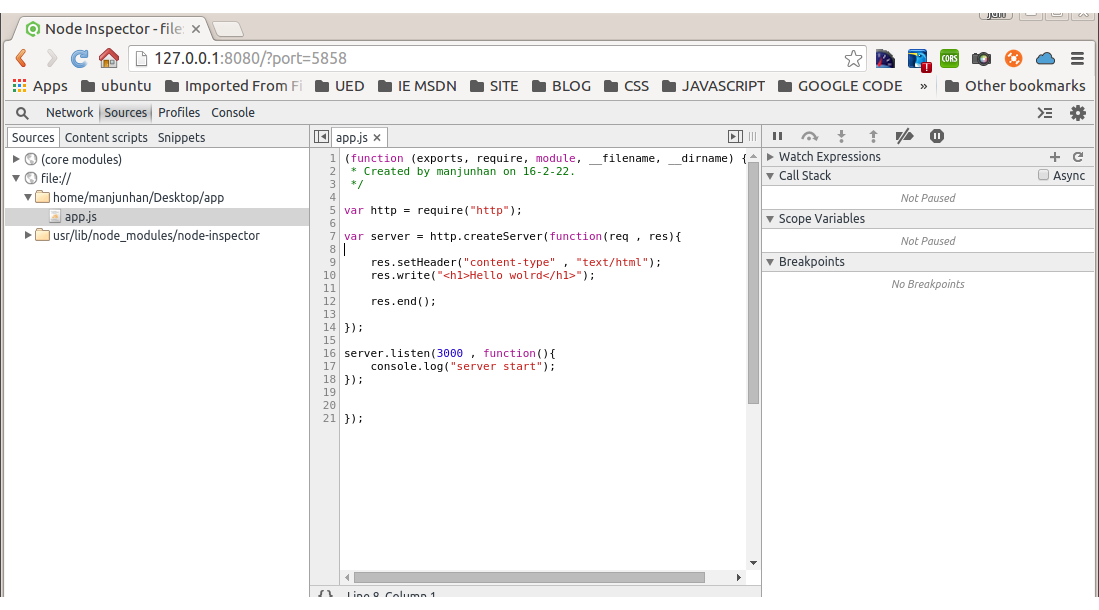 jun
Node Inspector - file:
127.0.0.1:8080/?port=5858
CORS
Apps ubuntu Imported From Fi UED IE MSDN SITE BLOG CSS JAVASCRIPT GOOGLE CODE » Other bookmarks
Network Sources Profiles Console
Sources Content scripts Snippets
(core modules)
file://
home/manjunhan/Desktop/app
app.js
usr/lib/node_modules/node-inspector
app.js ×
1 (function (exports, require, module, __filename, __dirname) {
2 * Created by manjunhan on 16-2-22.
3 */
4
5 var http = require("http");
6
7 var server = http.createServer(function(req , res){
8
9 res.setHeader("content-type" , "text/html");
10 res.write("<h1>Hello wolrd</h1>");
11
12 res.end();
13
14 });
15
16 server.listen(3000 , function(){
17 console.log("server start");
18 });
19
20
21 });
{} Line 8, Column 1
Watch Expressions
Call Stack Async
Not Paused
Scope Variables
Not Paused
Breakpoints
No Breakpoints